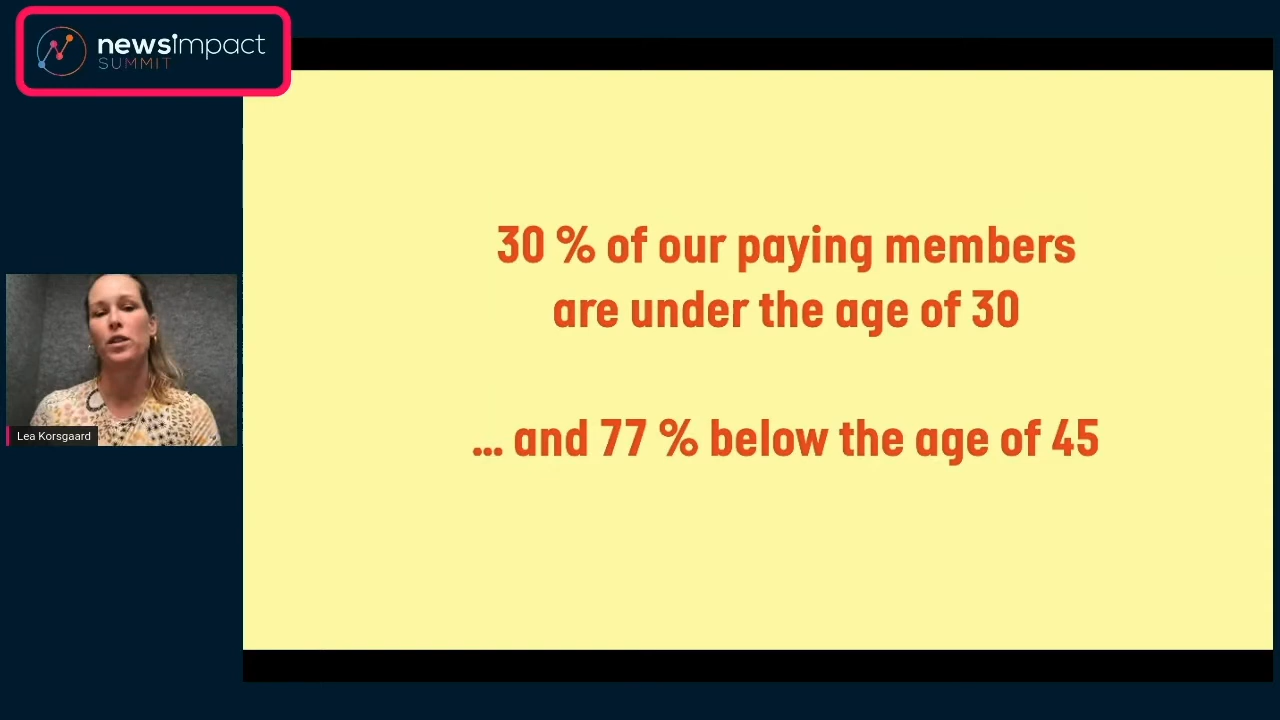 newsimpact
SUMMIT
30 % of our paying members
are under the age of 30
... and 77 % below the age of 45
Lea Korsgaard